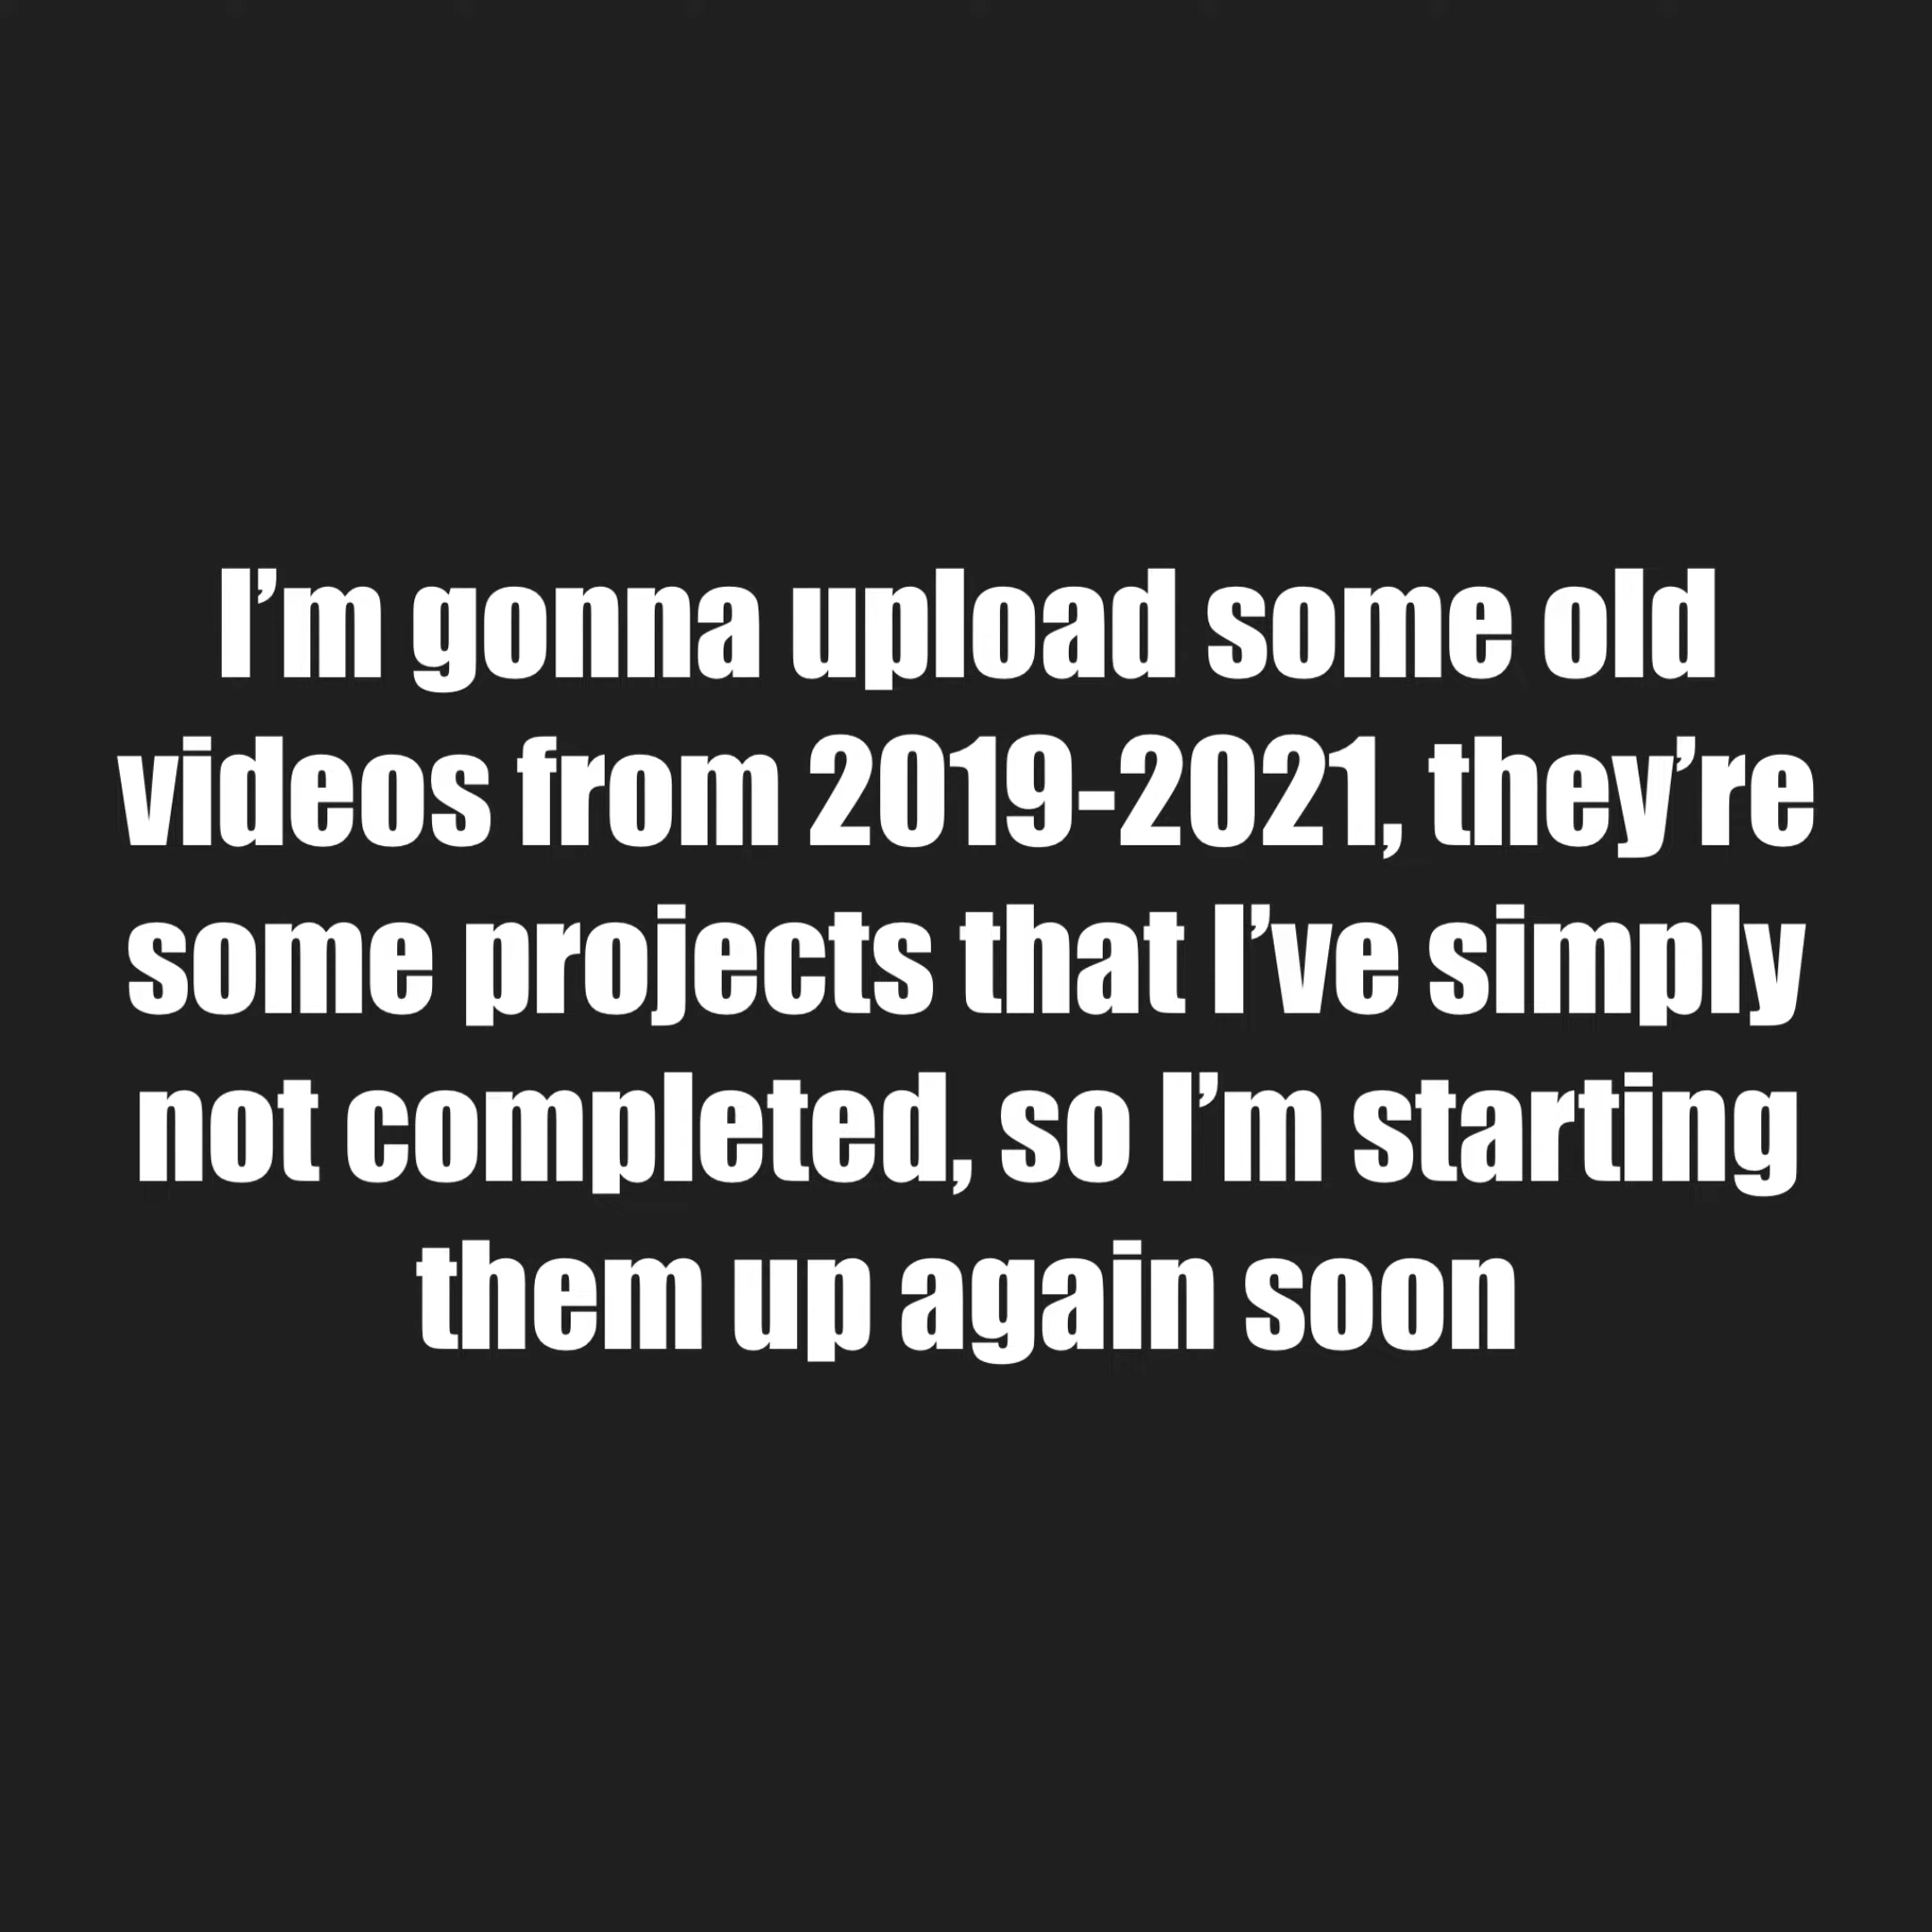 I’m gonna upload some old
videos from 2019-2021, they’re
some projects that I’ve simply
not completed, so I’m starting
them up again soon